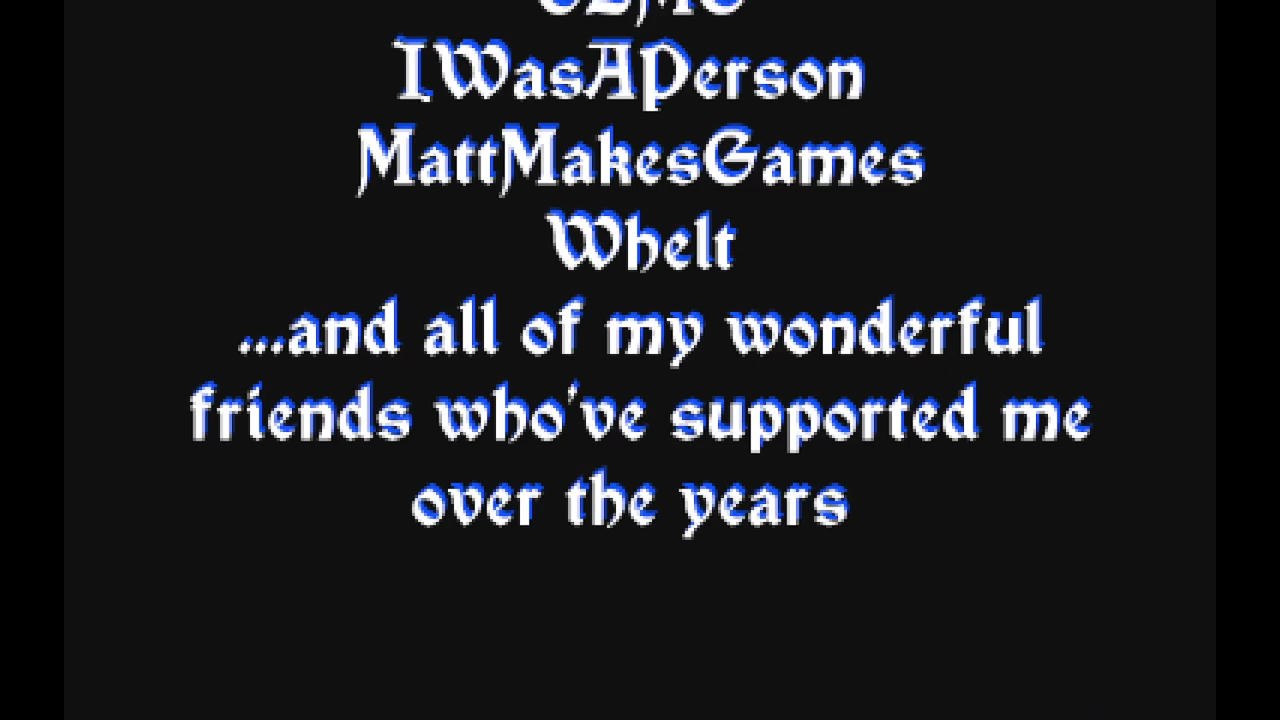 IWasAPerson
MattMakesGames
Whelt
...and all of my wonderful
friends who've supported me
over the years